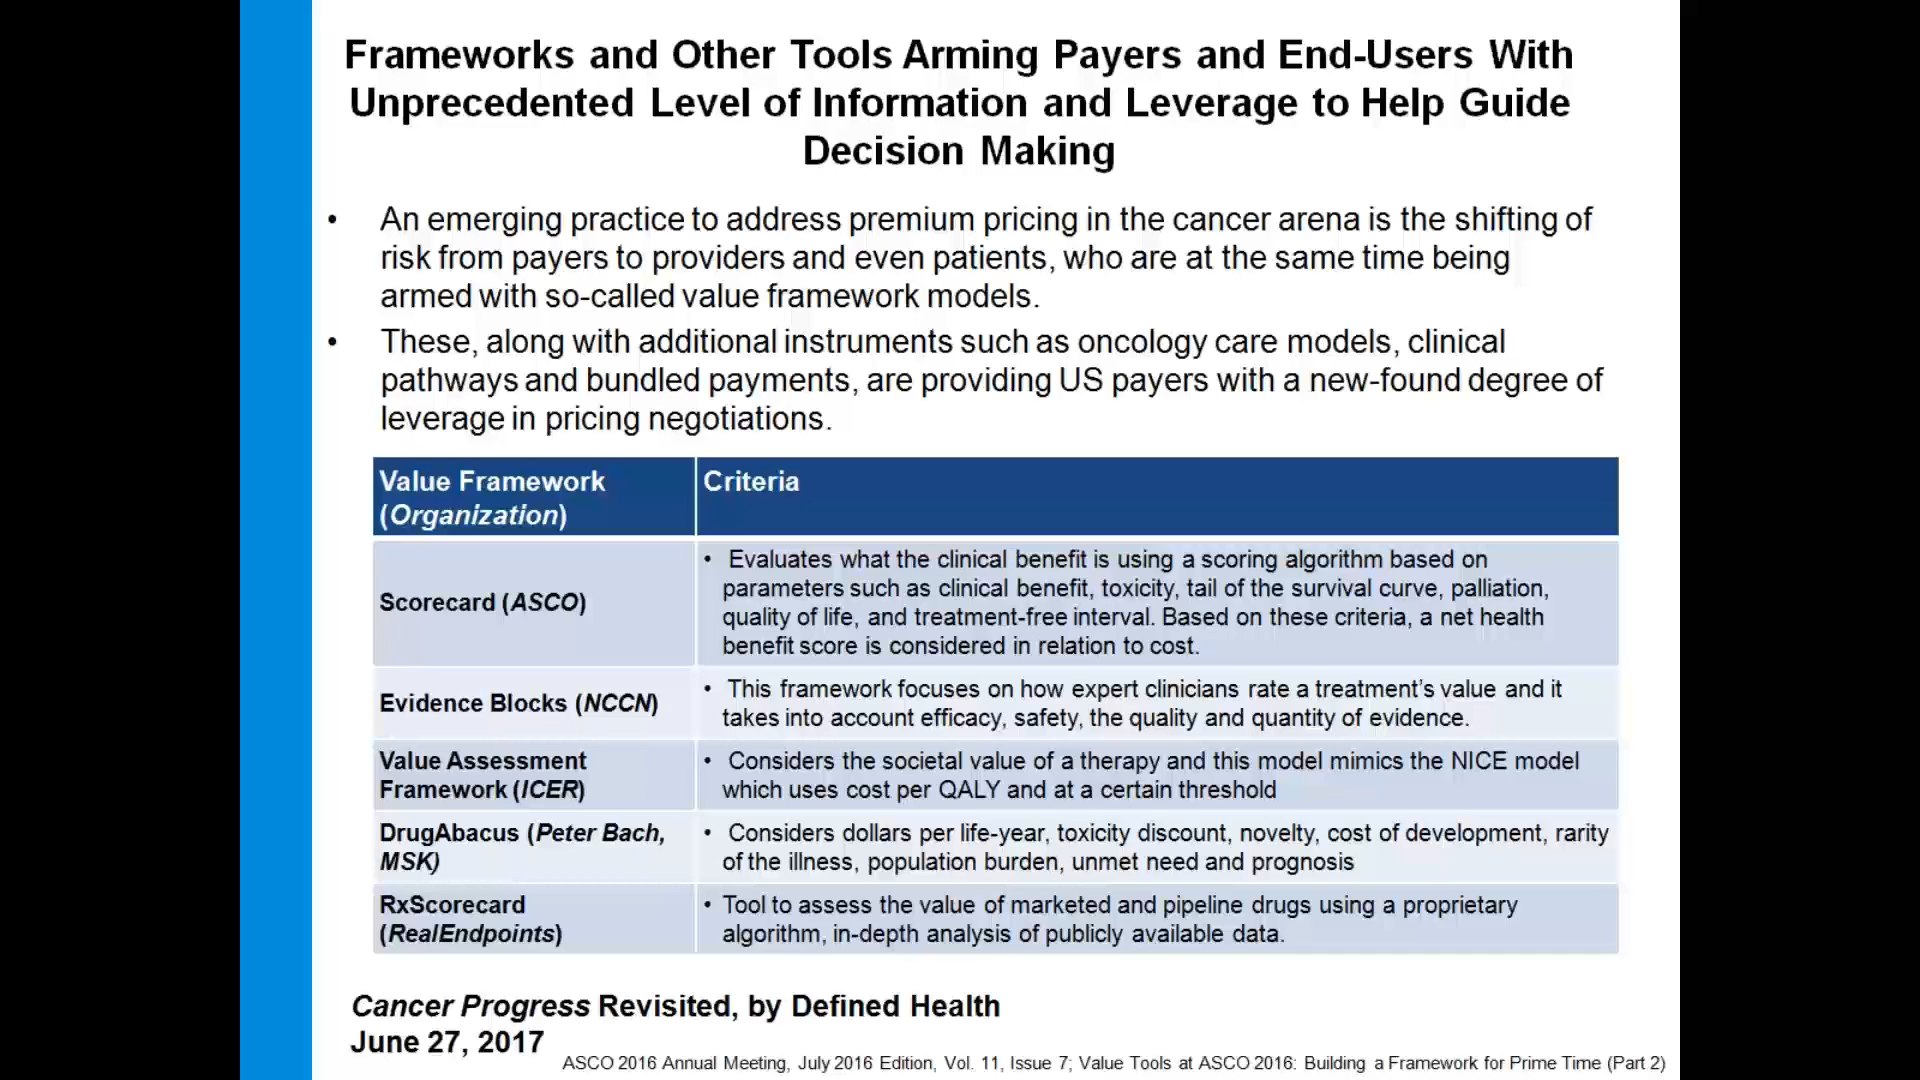 Frameworks and Other Tools Arming Payers and End-Users With
Unprecedented Level of Information and Leverage to Help Guide
Decision Making
• An emerging practice to address premium pricing in the cancer arena is the shifting of
risk from payers to providers and even patients, who are at the same time being
armed with so-called value framework models.
• These, along with additional instruments such as oncology care models, clinical
pathways and bundled payments, are providing US payers with a new-found degree of
leverage in pricing negotiations.
Value Framework
(Organization)
Criteria
Scorecard (ASCO)
• Evaluates what the clinical benefit is using a scoring algorithm based on
parameters such as clinical benefit, toxicity, tail of the survival curve, palliation,
quality of life, and treatment-free interval. Based on these criteria, a net health
benefit score is considered in relation to cost.
Evidence Blocks (NCCN)
• This framework focuses on how expert clinicians rate a treatment’s value and it
takes into account efficacy, safety, the quality and quantity of evidence.
Value Assessment
Framework (ICER)
• Considers the societal value of a therapy and this model mimics the NICE model
which uses cost per QALY and at a certain threshold
DrugAbacus (Peter Bach,
MSK)
• Considers dollars per life-year, toxicity discount, novelty, cost of development, rarity
of the illness, population burden, unmet need and prognosis
RxScorecard
(RealEndpoints)
• Tool to assess the value of marketed and pipeline drugs using a proprietary
algorithm, in-depth analysis of publicly available data.
Cancer Progress Revisited, by Defined Health
June 27, 2017
ASCO 2016 Annual Meeting, July 2016 Edition, Vol. 11, Issue 7; Value Tools at ASCO 2016: Building a Framework for Prime Time (Part 2)